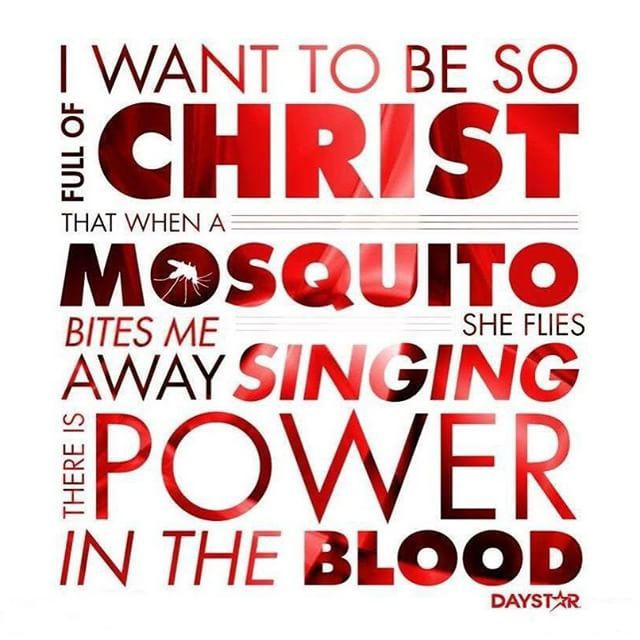 I WANT TO BE SO
FULL OF
CHRIST
THAT WHEN A
MOSQUITO
BITES ME
SHE FLIES
AWAY SINGING
THERE IS
POWER
IN THE BLOOD
DAYSTAR